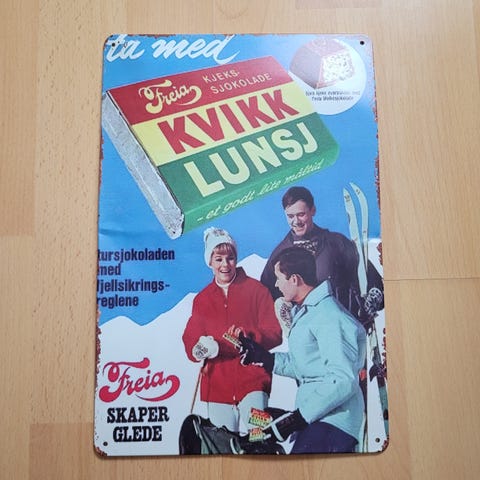 ta med
Freia
KJEKS-
SJOKOLADE
KVIKK
LUNSJ
- et godt lite måltid
tursjokoladen
med
fjellsikrings-
reglene
Freia
SKAPER
GLEDE